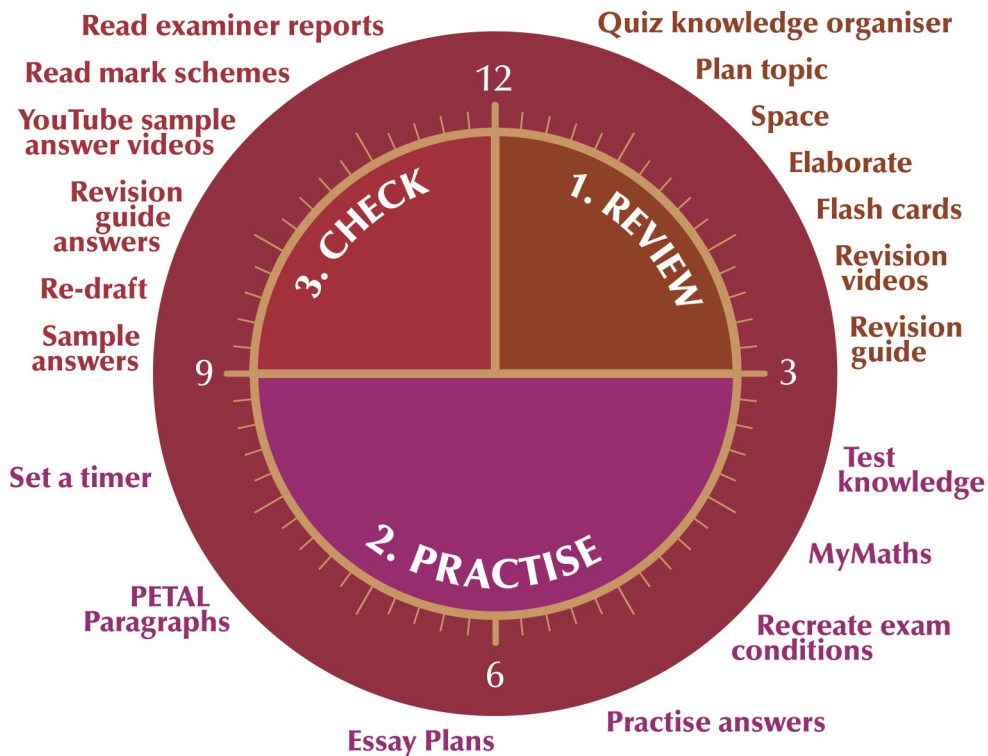 12
3
6
9
1. REVIEW
Quiz knowledge organiser
Plan topic
Space
Elaborate
Flash cards
Revision
videos
Revision
guide
2. PRACTISE
Test
knowledge
MyMaths
Recreate exam
conditions
Practise answers
Essay Plans
PETAL
Paragraphs
Set a timer
3. CHECK
Read examiner reports
Read mark schemes
YouTube sample
answer videos
Revision
guide
answers
Re-draft
Sample
answers